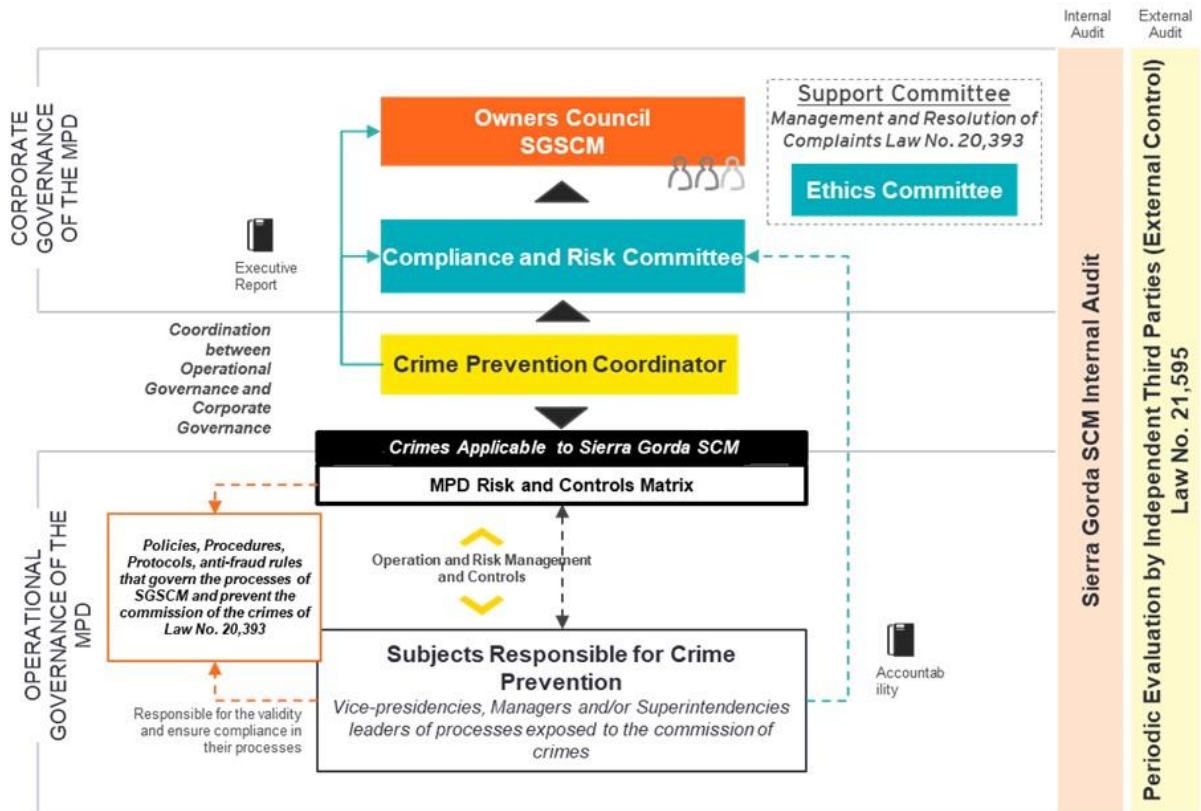 Internal
Audit
External
Audit
CORPORATE
GOVERNANCE
OF THE MPD
Owners Council
SGSCM
Support Committee
Management and Resolution of
Complaints Law No. 20,393
Ethics Committee
Executive
Report
Compliance and Risk Committee
Coordination
between
Operational
Governance and
Corporate
Governance
Crime Prevention Coordinator
Crimes Applicable to Sierra Gorda SCM
MPD Risk and Controls Matrix
OPERATIONAL
GOVERNANCE OF THE
MPD
Policies, Procedures,
Protocols, anti-fraud rules
that govern the processes of
SGSCM and prevent the
commission of the crimes of
Law No. 20,393
Operation and Risk Management
and Controls
Subjects Responsible for Crime
Prevention
Vice-presidencies, Managers and/or Superintendencies
leaders of processes exposed to the commission of
crimes
Responsible for the validity
and ensure compliance in
their processes
Accountab
ility
Sierra Gorda SCM Internal Audit
Periodic Evaluation by Independent Third Parties (External Control)
Law No. 21,595